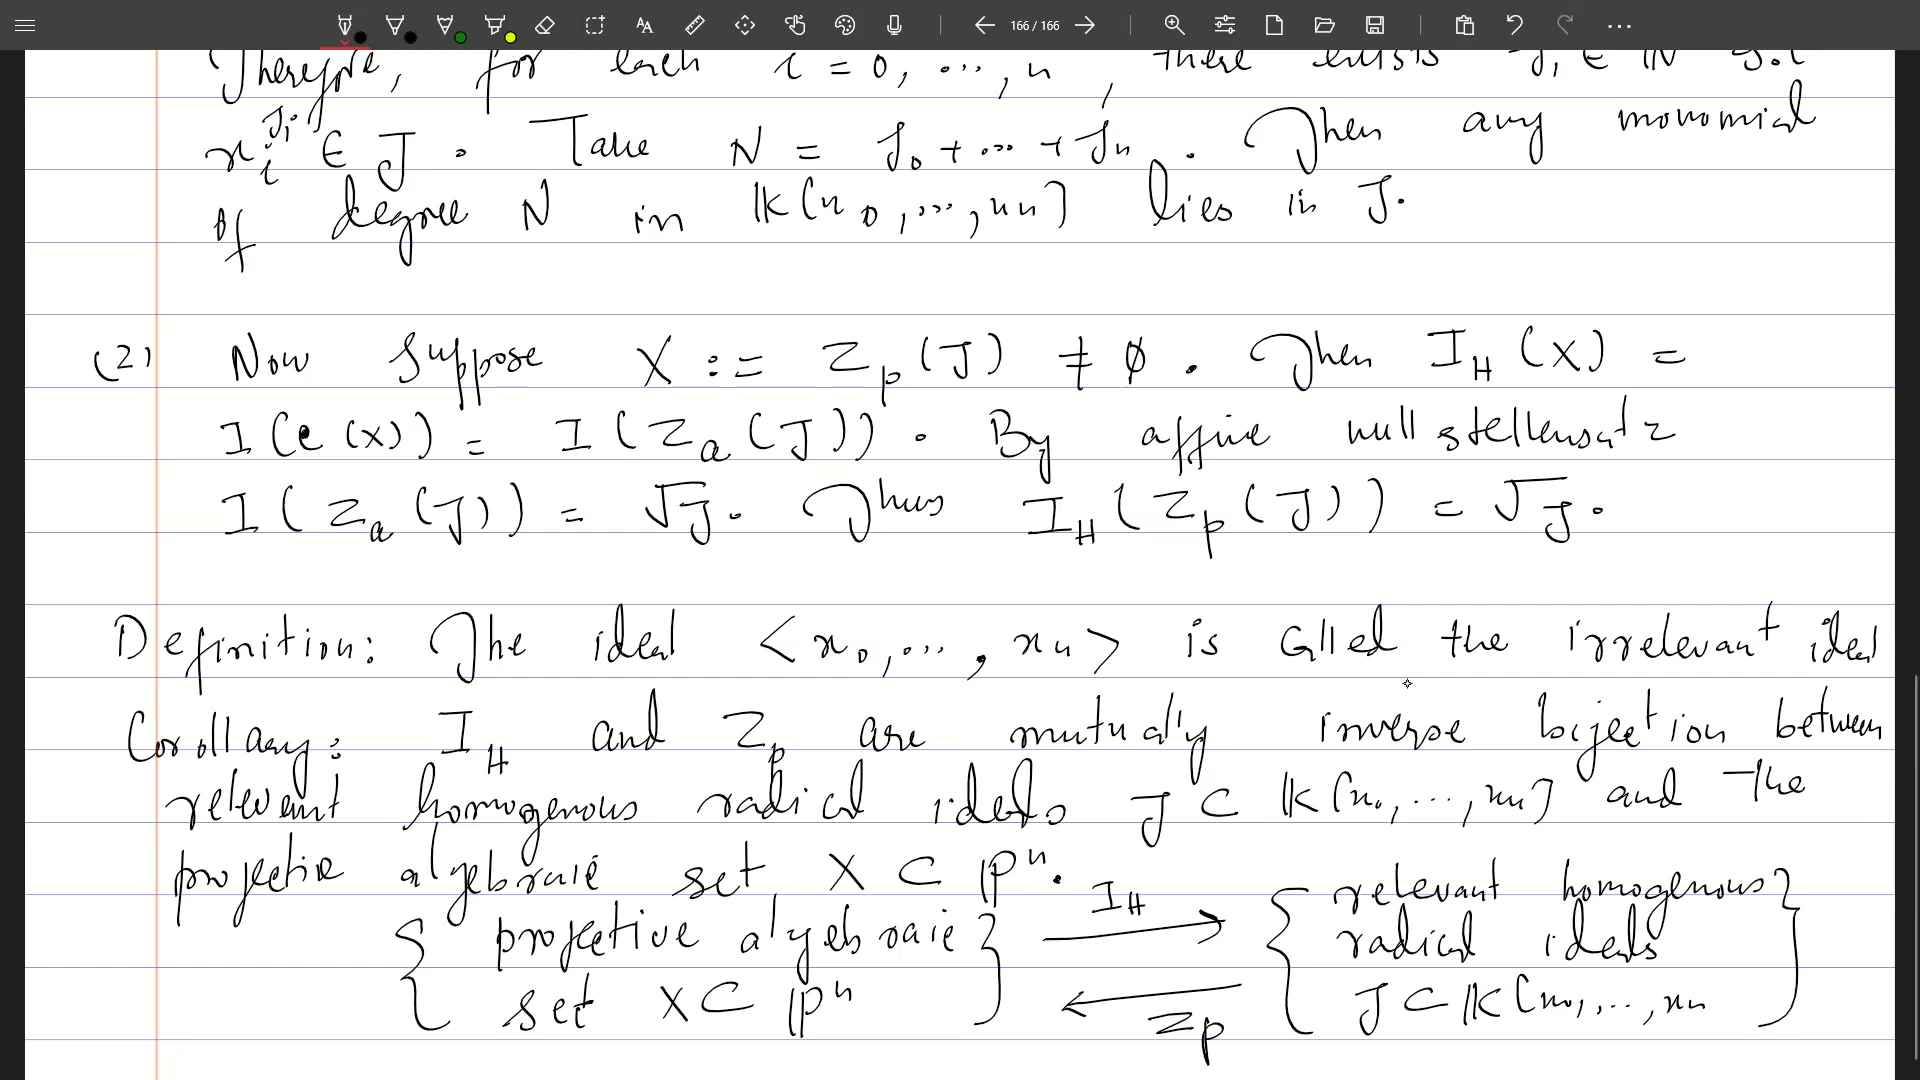 166 / 166
Therefore, for each i = 0, ..., n, there exists J_i ∈ ℕ s.t
x_i^{J_i} ∈ J. Take N = J_0 + ... + J_n. Then any monomial
of degree N in K[x_0, ..., x_n] lies in J.
(2) Now suppose X := Z_p(J) ≠ ∅. Then I_H(X) =
I(C(X)) = I(Z_a(J)). By affine nullstellensatz
I(Z_a(J)) = √J. Thus I_H(Z_p(J)) = √J.
Definition: The ideal <x_0, ..., x_n> is called the irrelevant ideal
Corollary: I_H and Z_p are mutually inverse bijection between
relevant homogenous radical ideals J ⊂ K[x_0, ..., x_n] and the
projective algebraic set X ⊂ ℙ^n.
{ projective algebraic set X ⊂ ℙ^n } I_H → ← Z_p { relevant homogenous radical ideals J ⊂ K[x_0, ..., x_n }